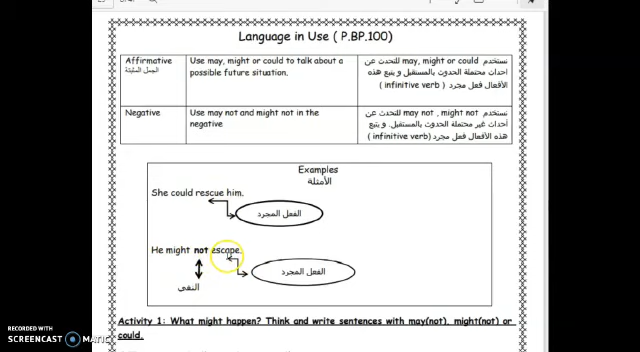 Language in Use ( P.BP.100)
Affirmative
الجمل المثبتة
Use may, might or could to talk about a
possible future situation.
نستخدم may, might or could للتحدث عن
احداث محتملة الحدوث بالمستقبل و يتبع هذه
الأفعال فعل مجرد ( infinitive verb )
Negative
Use may not and might not in the
negative
نستخدم may not , might not للتحدث عن
أحداث غير محتملة الحدوث بالمستقبل. و يتبع
هذه الأفعال فعل مجرد (infinitive verb )
Examples
الأمثلة
She could rescue him.
الفعل المجرد
He might not escape.
الفعل المجرد
النفي
Activity 1: What might happen? Think and write sentences with may(not), might(not) or
could.
RECORDED WITH
SCREENCAST MATIC